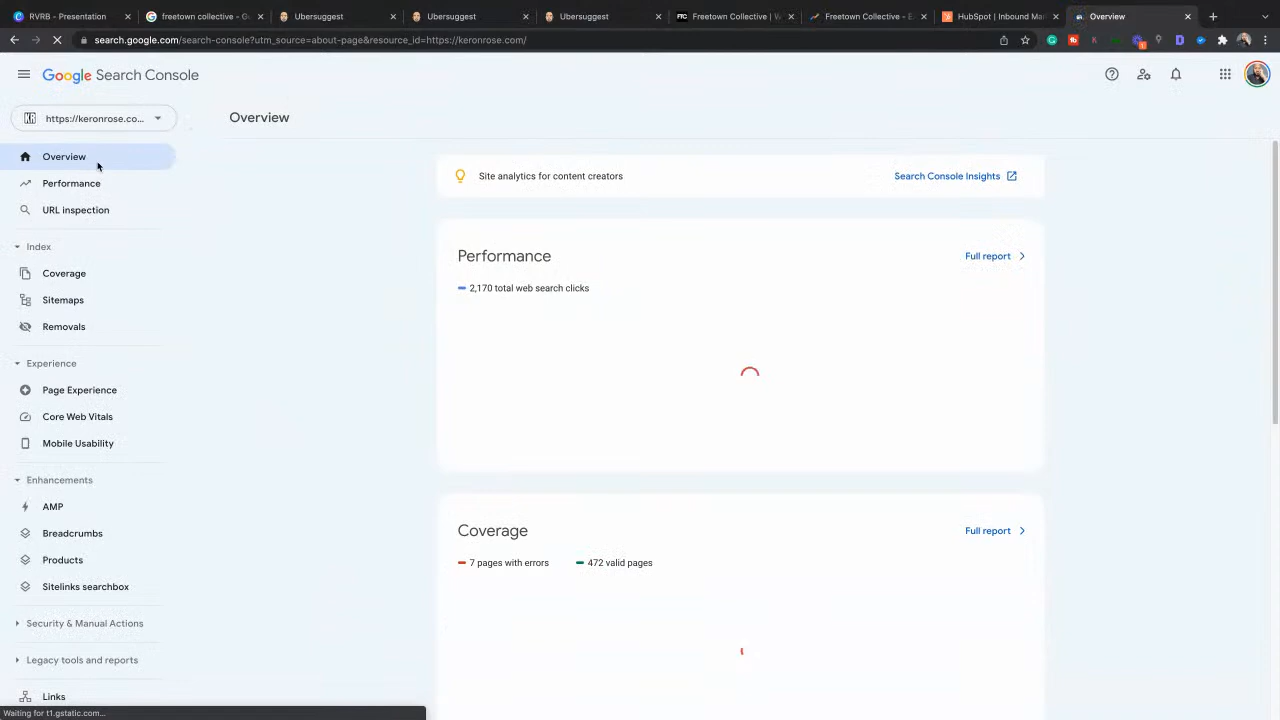 RVRB - Presentation
freetown collective - G
Ubersuggest
Ubersuggest
Ubersuggest
Freetown Collective (
Freetown Collective - E
HubSpot | Inbound Ma
Overview
search.google.com/search-console?utm_source=about-page&resource_id=https://keronrose.com/
Google Search Console
https://keronrose.co...
Overview
Overview
Performance
URL inspection
Index
Coverage
Sitemaps
Removals
Experience
Page Experience
Core Web Vitals
Mobile Usability
Enhancements
AMP
Breadcrumbs
Products
Sitelinks searchbox
Security & Manual Actions
Legacy tools and reports
Links
Site analytics for content creators
Search Console Insights
Performance
Full report
2,170 total web search clicks
Coverage
Full report
7 pages with errors
472 valid pages
Waiting for t1.gstatic.com...